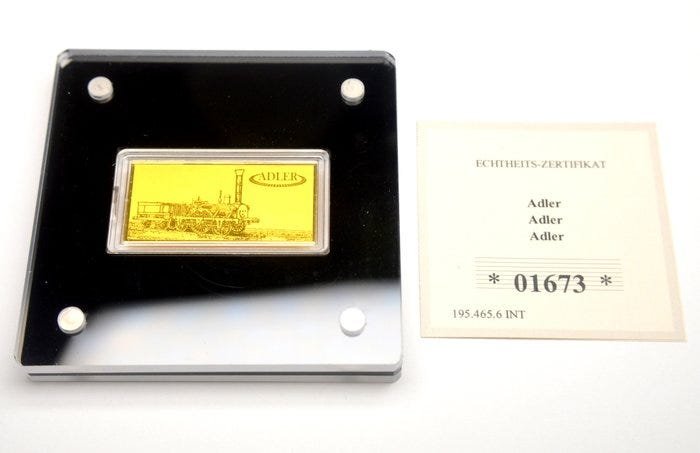 ADLER
ECHTHEITS-ZERTIFIKAT
Adler
Adler
Adler
* 01673 *
195.465.6 INT